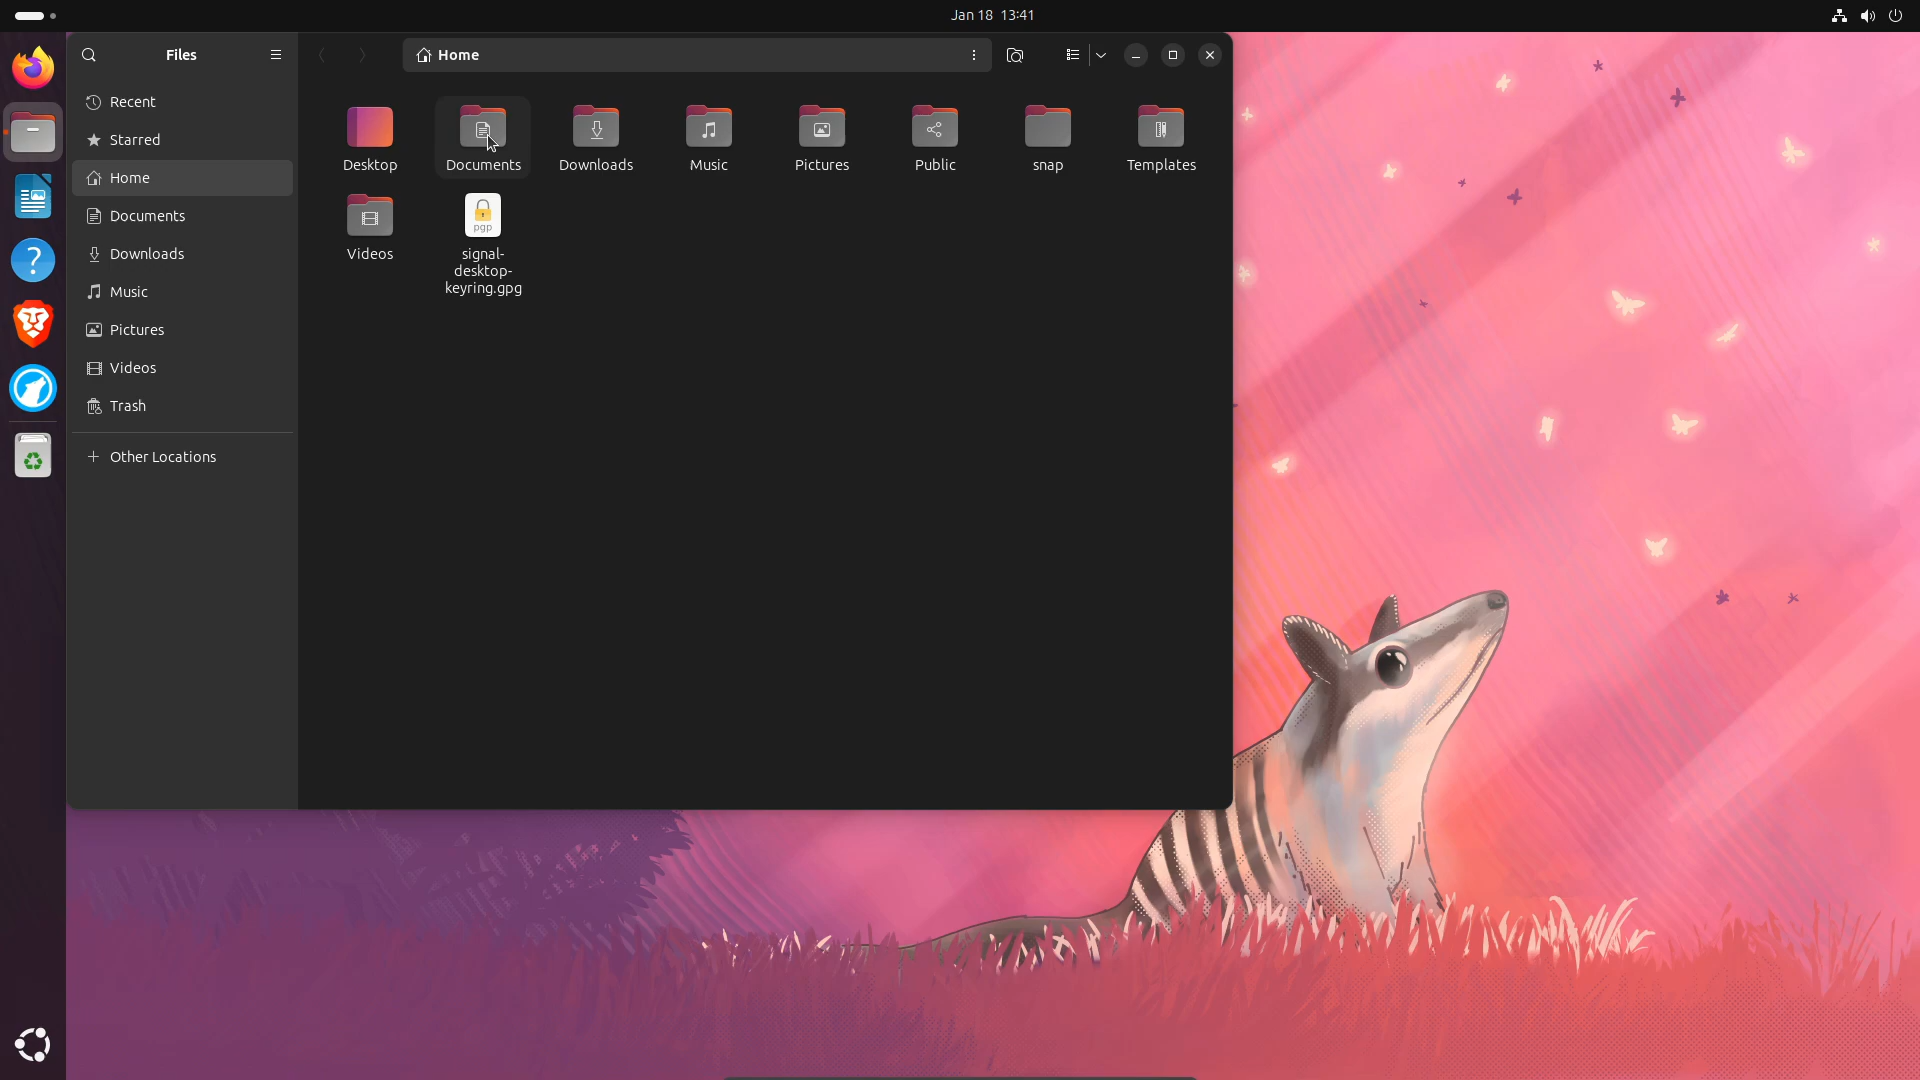 Jan 18 13:41
Files
Home
Recent
Starred
Home
Documents
Downloads
Music
Pictures
Videos
Trash
Other Locations
Desktop
Documents
Downloads
Music
Pictures
Public
snap
Templates
Videos
pgp
signal-
desktop-
keyring.gpg